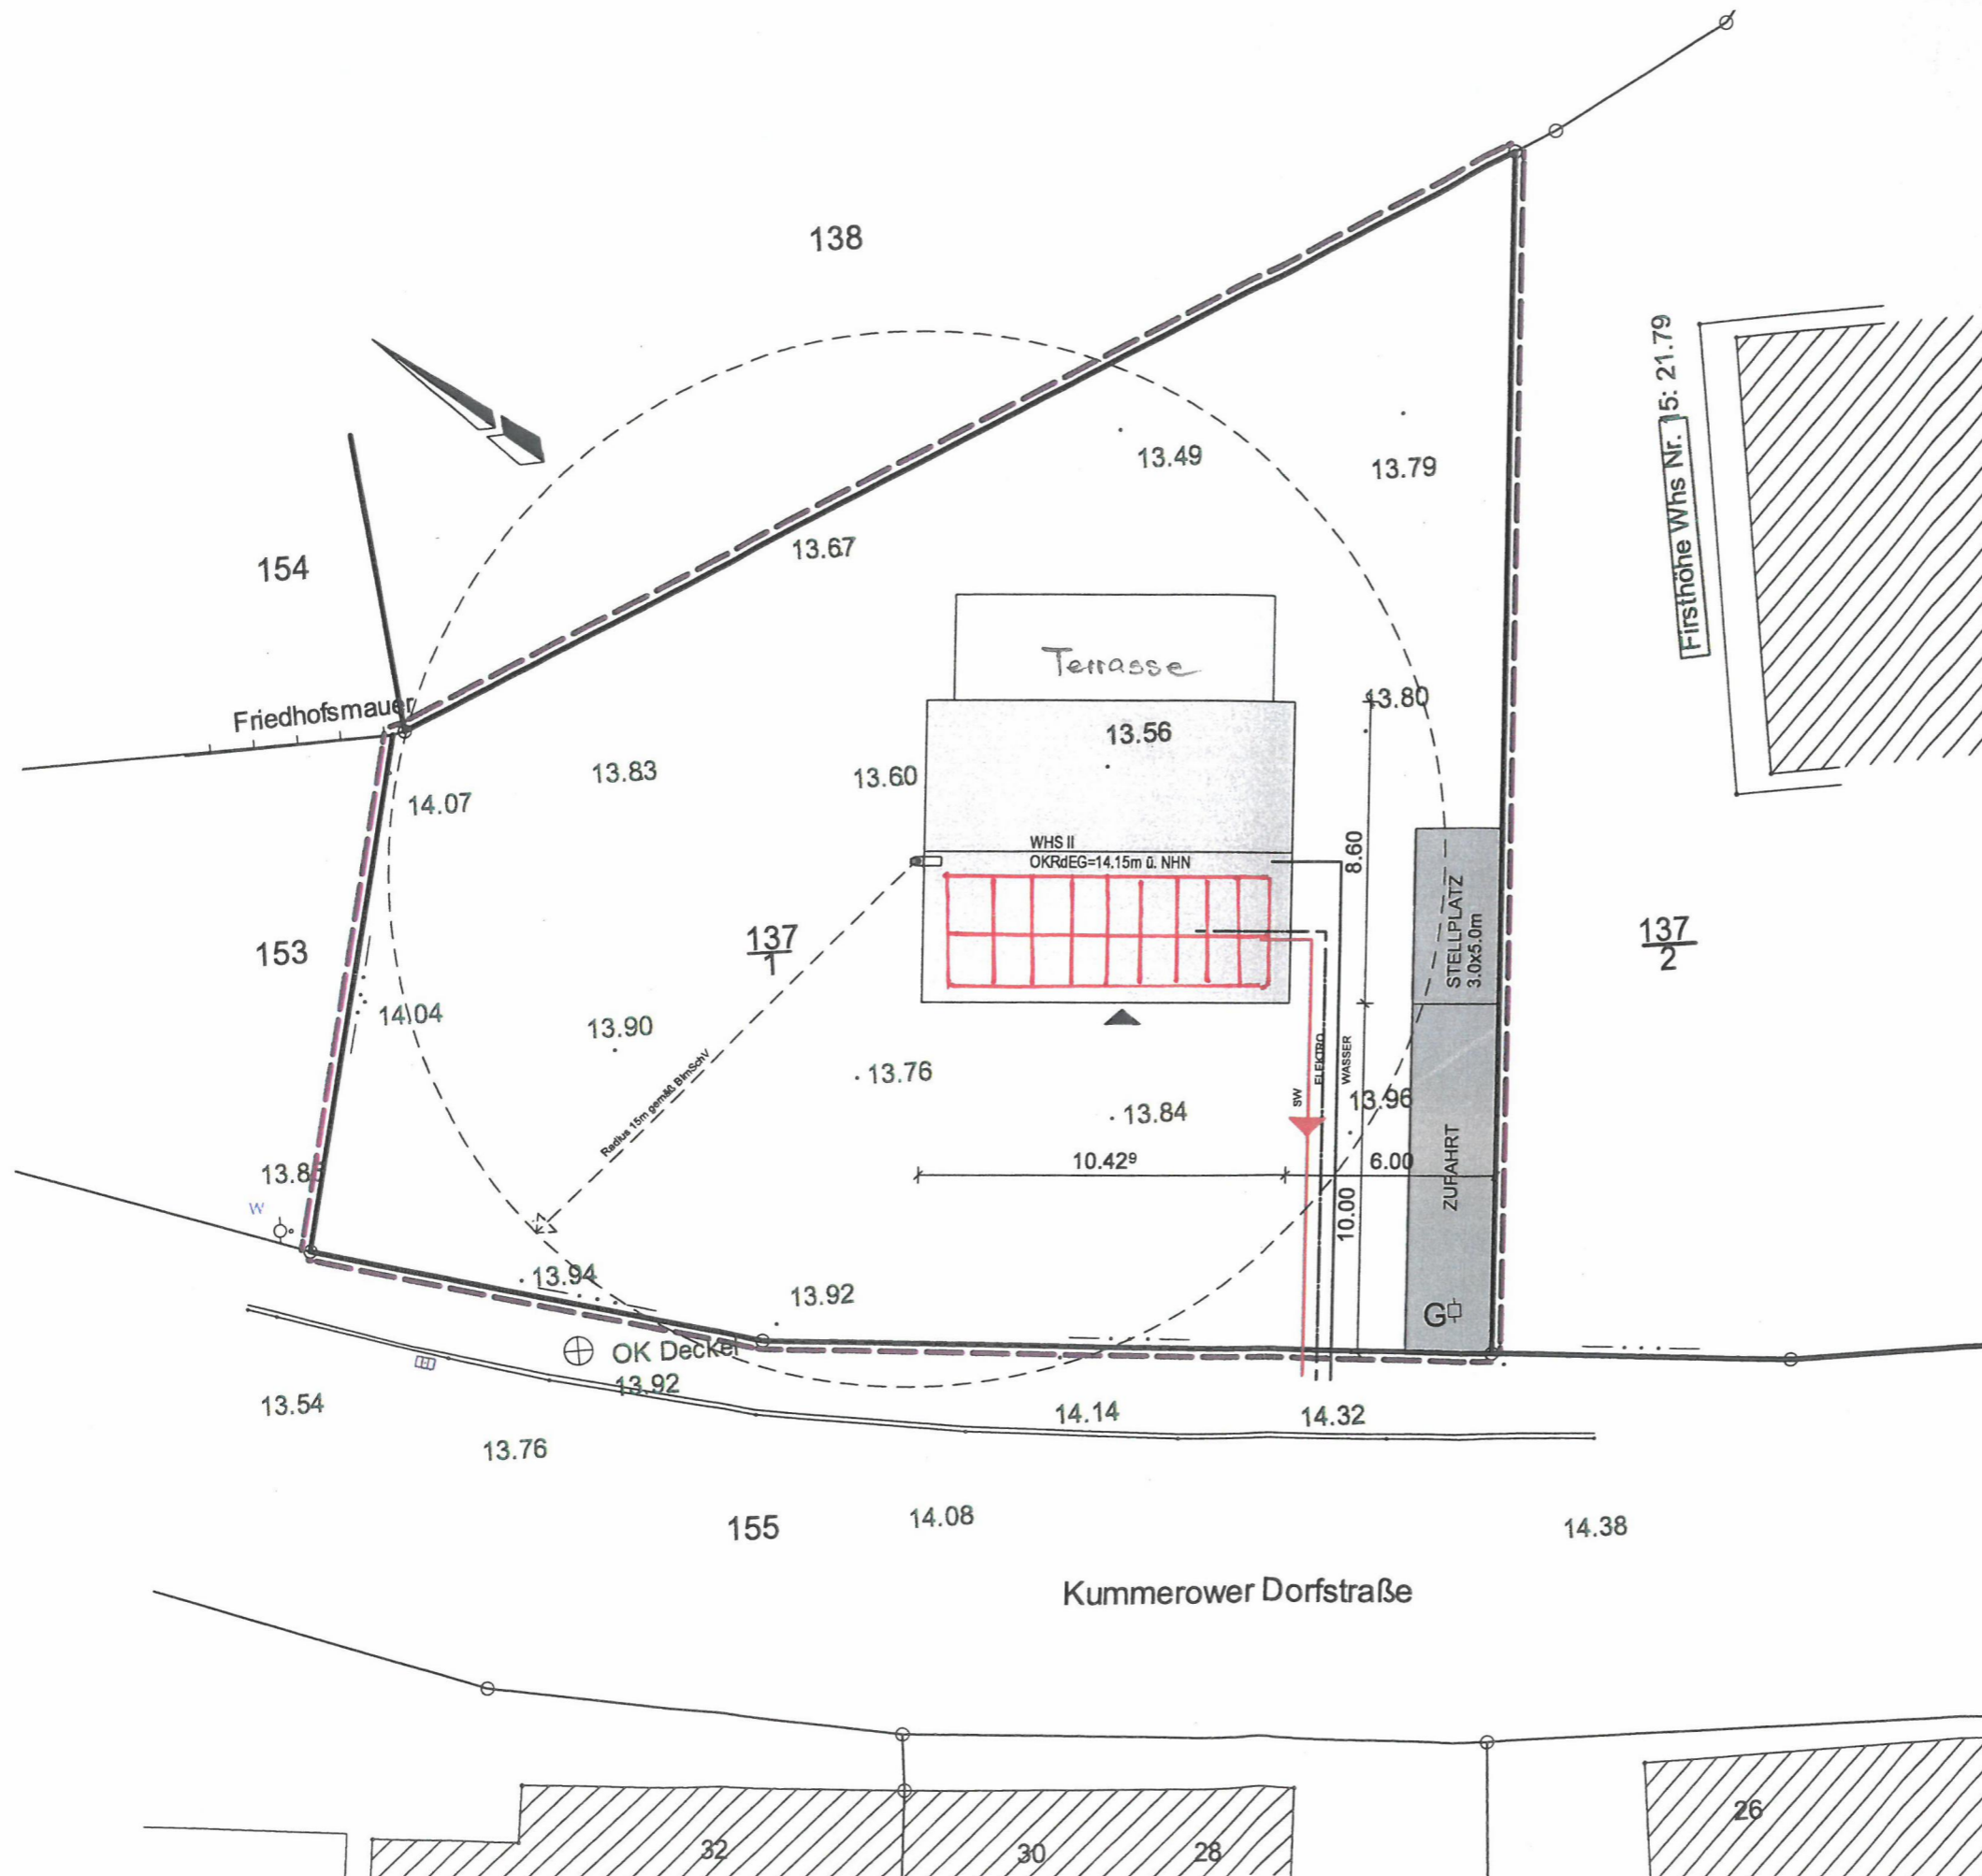 138
Firsthöhe Whs Nr. 15: 21.79
13.49
13.79
13.67
154
Terrasse
13.80
Friedhofsmauer
13.56
13.83
13.60
14.07
WHS II
OKRdEG=14.15m ü. NHN
8.60
STELLPLATZ
3.0x5.0m
153
137
1
137
2
14.04
13.90
Radius 15m gemäß BImSchV
13.76
13.84
SW
ELEKTRO
WASSER
13.96
10.42⁹
6.00
ZUFAHRT
10.00
W
13.94
13.92
G
OK Deckel
13.92
13.54
13.76
14.14
14.32
155
14.08
14.38
Kummerower Dorfstraße
32
30
28
26